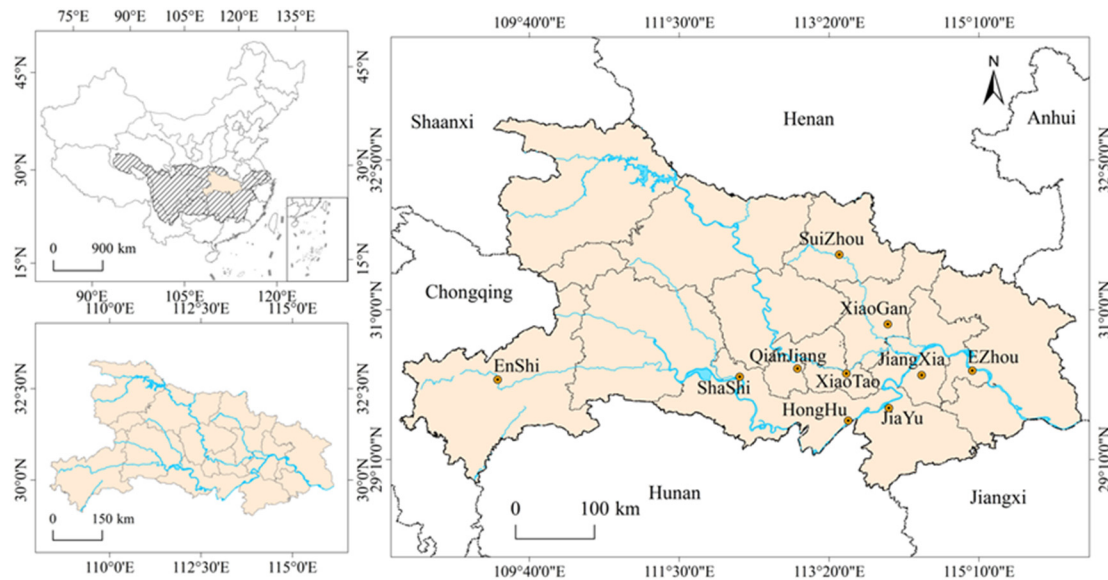 75°E 90°E 105°E 120°E 135°E
45°N
45°N
30°N
30°N
15°N
15°N
0 900 km
90°E 105°E 120°E
110°0'E 112°30'E 115°0'E
32°30'N
32°30'N
30°0'N
30°0'N
0 150 km
110°0'E 112°30'E 115°0'E
109°40'0"E 111°30'0"E 113°20'0"E 115°10'0"E
N
Shaanxi
Henan
Anhui
32°50'0"N
32°50'0"N
SuiZhou
Chongqing
31°0'0"N
31°0'0"N
XiaoGan
EnShi
QianJiang
JiangXia
EZhou
ShaShi
XiaoTao
HongHu
JiaYu
29°10'0"N
29°10'0"N
Hunan
Jiangxi
0 100 km
109°40'0"E 111°30'0"E 113°20'0"E 115°10'0"E